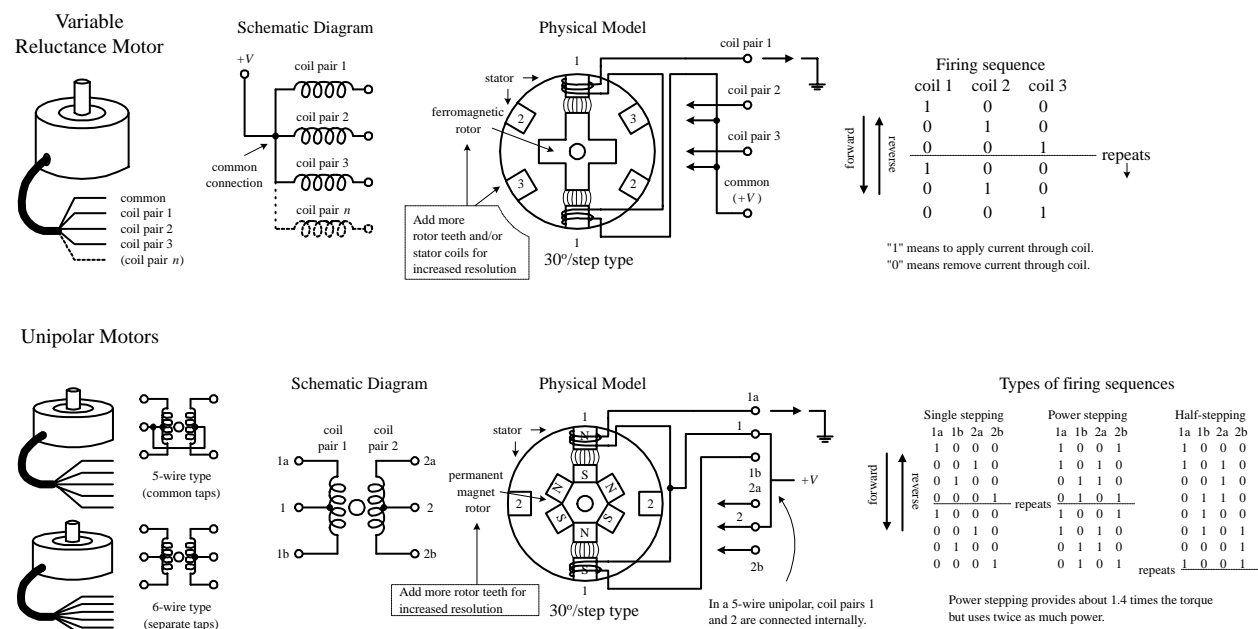 Variable
Reluctance Motor
common
coil pair 1
coil pair 2
coil pair 3
(coil pair n)
Schematic Diagram
+V
coil pair 1
coil pair 2
coil pair 3
coil pair n
common
connection
Physical Model
1
stator
ferromagnetic
rotor
2
3
3
2
1
Add more
rotor teeth and/or
stator coils for
increased resolution
30°/step type
coil pair 1
coil pair 2
coil pair 3
common
(+V)
Firing sequence
coil 1 coil 2 coil 3
1 0 0
0 1 0
0 0 1
repeats
1 0 0
0 1 0
0 0 1
forward
reverse
"1" means to apply current through coil.
"0" means remove current through coil.
Unipolar Motors
5-wire type
(common taps)
6-wire type
(separate taps)
Schematic Diagram
coil
pair 1
coil
pair 2
1a
1
1b
2a
2
2b
Physical Model
1
stator
permanent
magnet
rotor
N
S
N
N
2
2
S
S
N
S
1
Add more rotor teeth for
increased resolution
30°/step type
1a
1
1b
2a
2
2b
+V
In a 5-wire unipolar, coil pairs 1
and 2 are connected internally.
Types of firing sequences
forward
reverse
Single stepping
1a 1b 2a 2b
1 0 0 0
0 0 1 0
0 1 0 0
0 0 0 1
repeats
1 0 0 0
0 0 1 0
0 1 0 0
0 0 0 1
Power stepping
1a 1b 2a 2b
1 0 0 1
1 0 1 0
0 1 1 0
0 1 0 1
1 0 0 1
1 0 1 0
0 1 1 0
0 1 0 1
Half-stepping
1a 1b 2a 2b
1 0 0 0
1 0 1 0
0 0 1 0
0 1 1 0
0 1 0 0
0 1 0 1
0 0 0 1
repeats
1 0 0 1
Power stepping provides about 1.4 times the torque
but uses twice as much power.